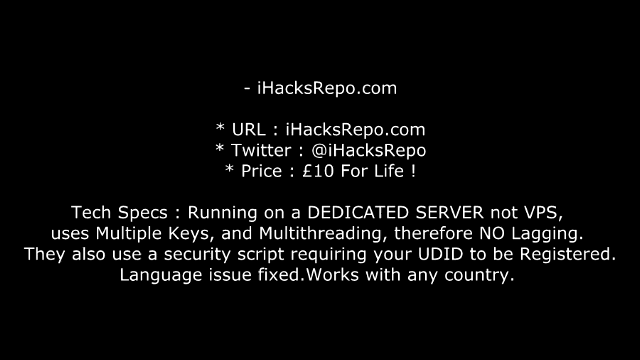 - iHacksRepo.com
* URL : iHacksRepo.com
* Twitter : @iHacksRepo
* Price : £10 For Life !
Tech Specs : Running on a DEDICATED SERVER not VPS,
uses Multiple Keys, and Multithreading, therefore NO Lagging.
They also use a security script requiring your UDID to be Registered.
Language issue fixed.Works with any country.